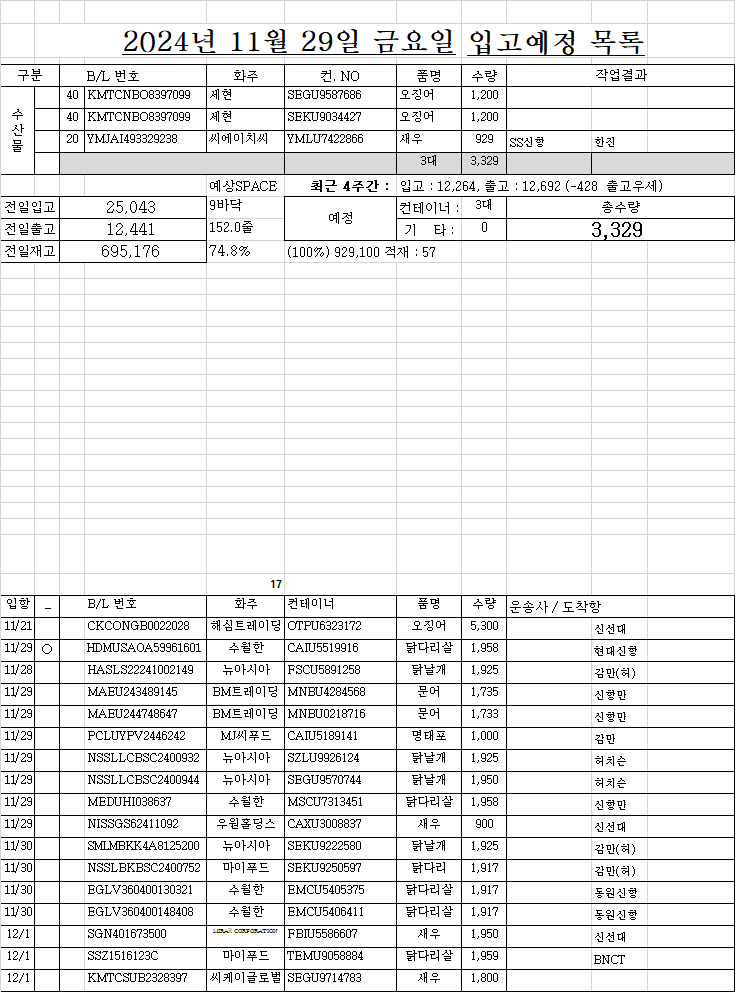 2024년 11월 29일 금요일 입고예정 목록
구분 B/L 번호 화주 컨. NO 품명 수량 작업결과
수산물
40 KMTCNBO8397099 제현 SEGU9587686 오징어 1,200
40 KMTCNBO8397099 제현 SEKU9034427 오징어 1,200
20 YMJAI493329238 씨에이치씨 YMLU7422866 새우 929 SS신항 한진
3대 3,329
예상SPACE 최근 4주간 : 입고 : 12,264, 출고 : 12,692 (-428 출고우세)
전일입고 25,043 9바닥 예정 컨테이너 : 3대 총수량
전일출고 12,441 152.0줄 기 타 : 0 3,329
전일재고 695,176 74.8% (100%) 929,100 적재 : 57
17
입항 _ B/L 번호 화주 컨테이너 품명 수량 운송사 / 도착항
11/21 CKCONGB0022028 해심트레이딩 OTPU6323172 오징어 5,300 신선대
11/29 ○ HDMUSAOA59961601 수월한 CAIU5519916 닭다리살 1,958 현대신항
11/28 HASLS22241002149 뉴아시아 FSCU5891258 닭날개 1,925 감만(허)
11/29 MAEU243489145 BM트레이딩 MNBU4284568 문어 1,735 신항만
11/29 MAEU244748647 BM트레이딩 MNBU0218716 문어 1,733 신항만
11/29 PCLUYPV2446242 MJ씨푸드 CAIU5189141 명태포 1,000 감만
11/29 NSSLLCBSC2400932 뉴아시아 SZLU9926124 닭날개 1,925 허치슨
11/29 NSSLLCBSC2400944 뉴아시아 SEGU9570744 닭날개 1,950 허치슨
11/29 MEDUHI038637 수월한 MSCU7313451 닭다리살 1,958 신항만
11/29 NISSGS62411092 우원홀딩스 CAXU3008837 새우 900 신선대
11/30 SMLMBKK4A8125200 뉴아시아 SEKU9222580 닭날개 1,925 감만(허)
11/30 NSSLBKBSC2400752 마이푸드 SEKU9250597 닭다리 1,917 감만(허)
11/30 EGLV360400130321 수월한 EMCU5405375 닭다리살 1,917 동원신항
11/30 EGLV360400148408 수월한 EMCU5406411 닭다리살 1,917 동원신항
12/1 SGN401673500 CORPORATION FBIU5586607 새우 1,950 신선대
12/1 SSZ1516123C 마이푸드 TEMU9058884 닭다리살 1,959 BNCT
12/1 KMTCSUB2328397 씨케이글로벌 SEGU9714783 새우 1,800